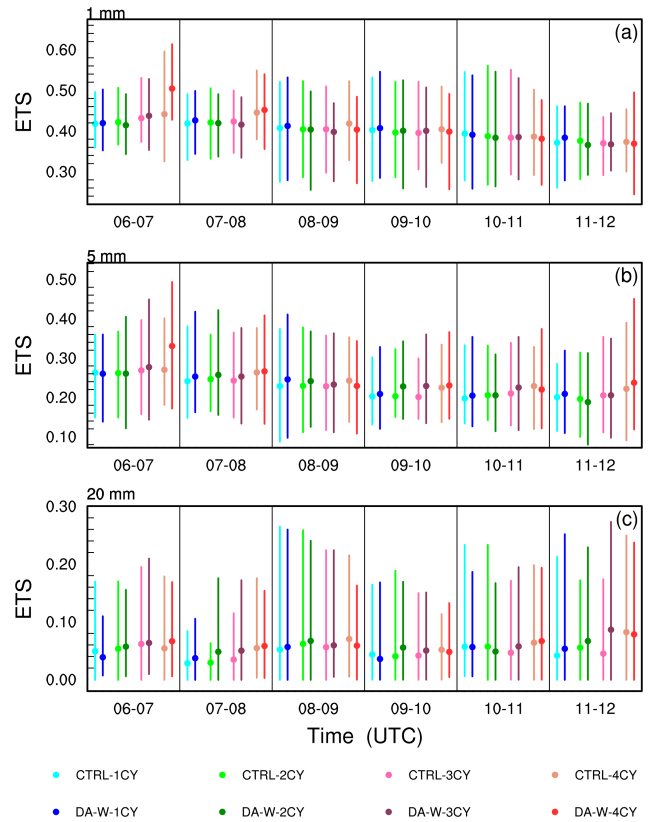 1 mm
(a)
0.60
0.50
ETS
0.40
0.30
06-07 07-08 08-09 09-10 10-11 11-12
5 mm
(b)
0.50
0.40
ETS
0.30
0.20
0.10
06-07 07-08 08-09 09-10 10-11 11-12
20 mm
0.30
(c)
0.20
ETS
0.10
0.00
06-07 07-08 08-09 09-10 10-11 11-12
Time (UTC)
CTRL-1CY CTRL-2CY CTRL-3CY CTRL-4CY
DA-W-1CY DA-W-2CY DA-W-3CY DA-W-4CY